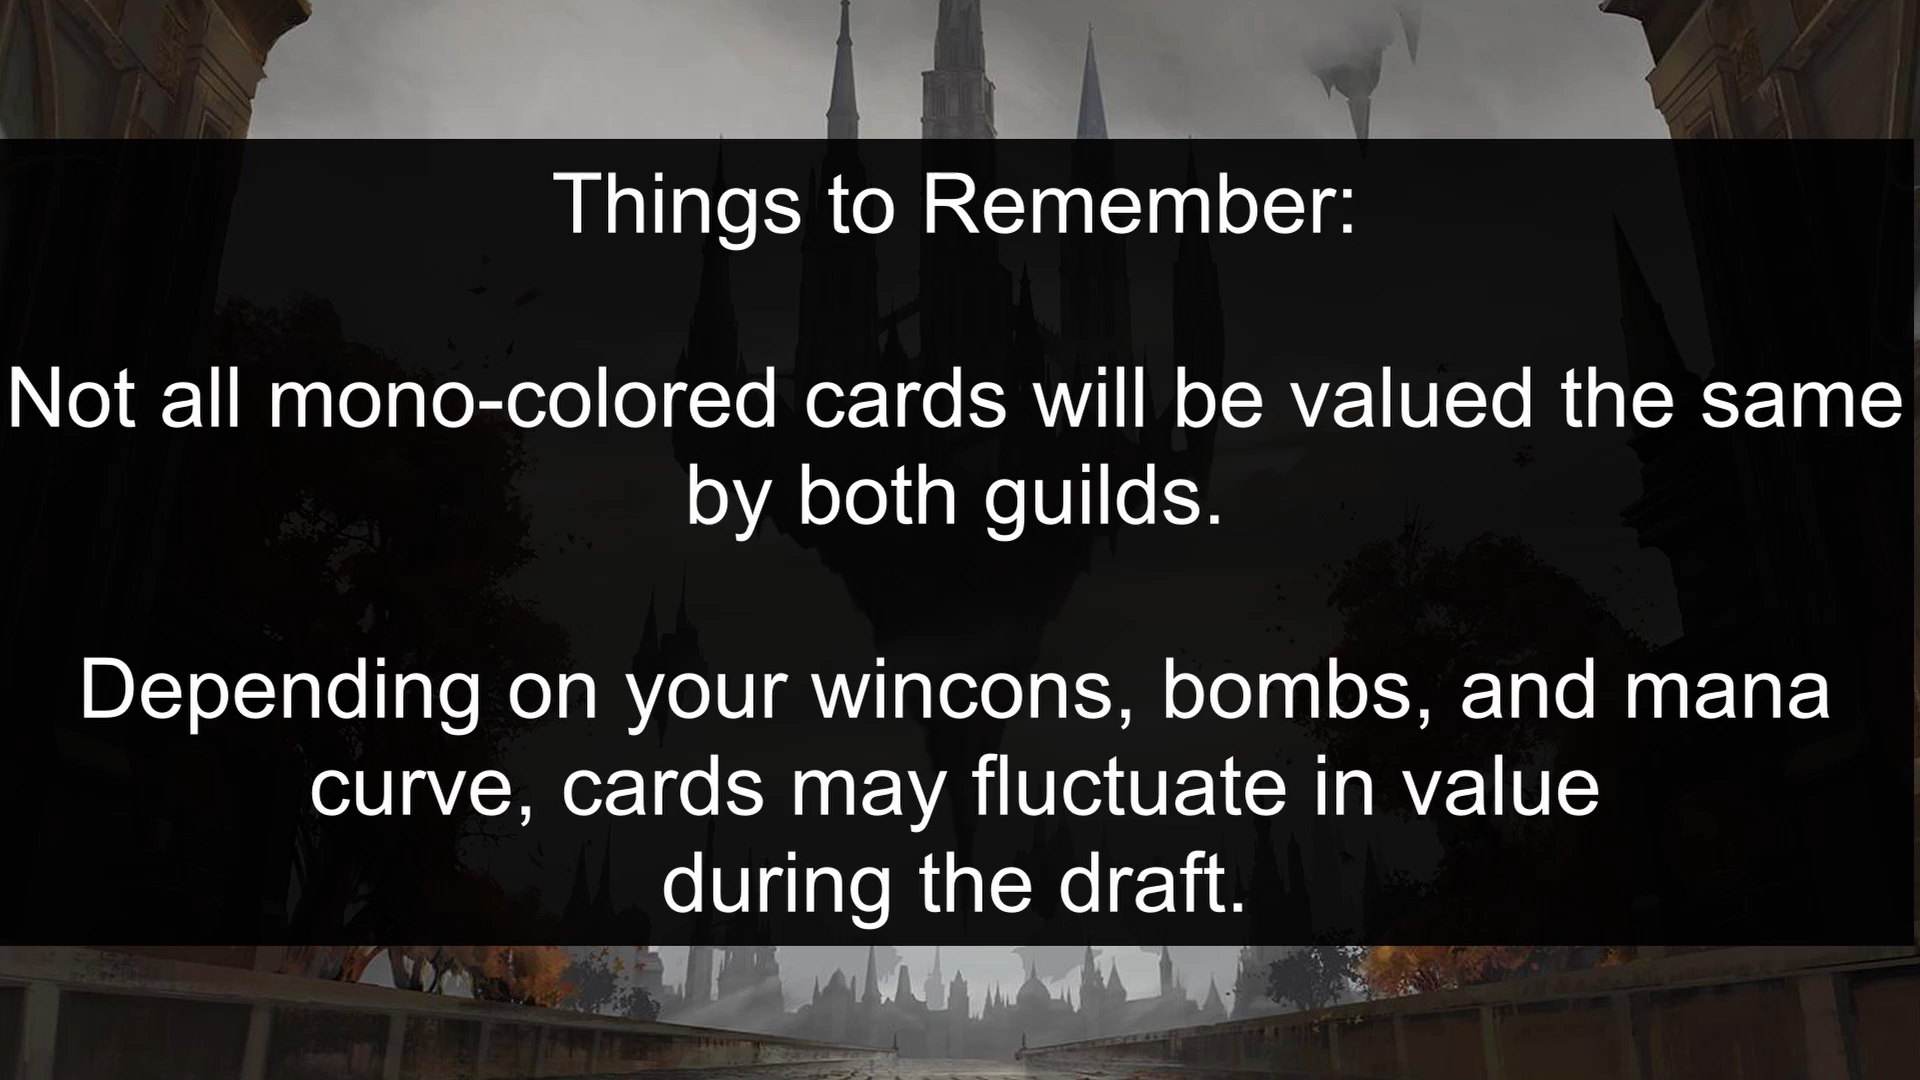 Things to Remember:
Not all mono-colored cards will be valued the same
by both guilds.
Depending on your wincons, bombs, and mana
curve, cards may fluctuate in value
during the draft.